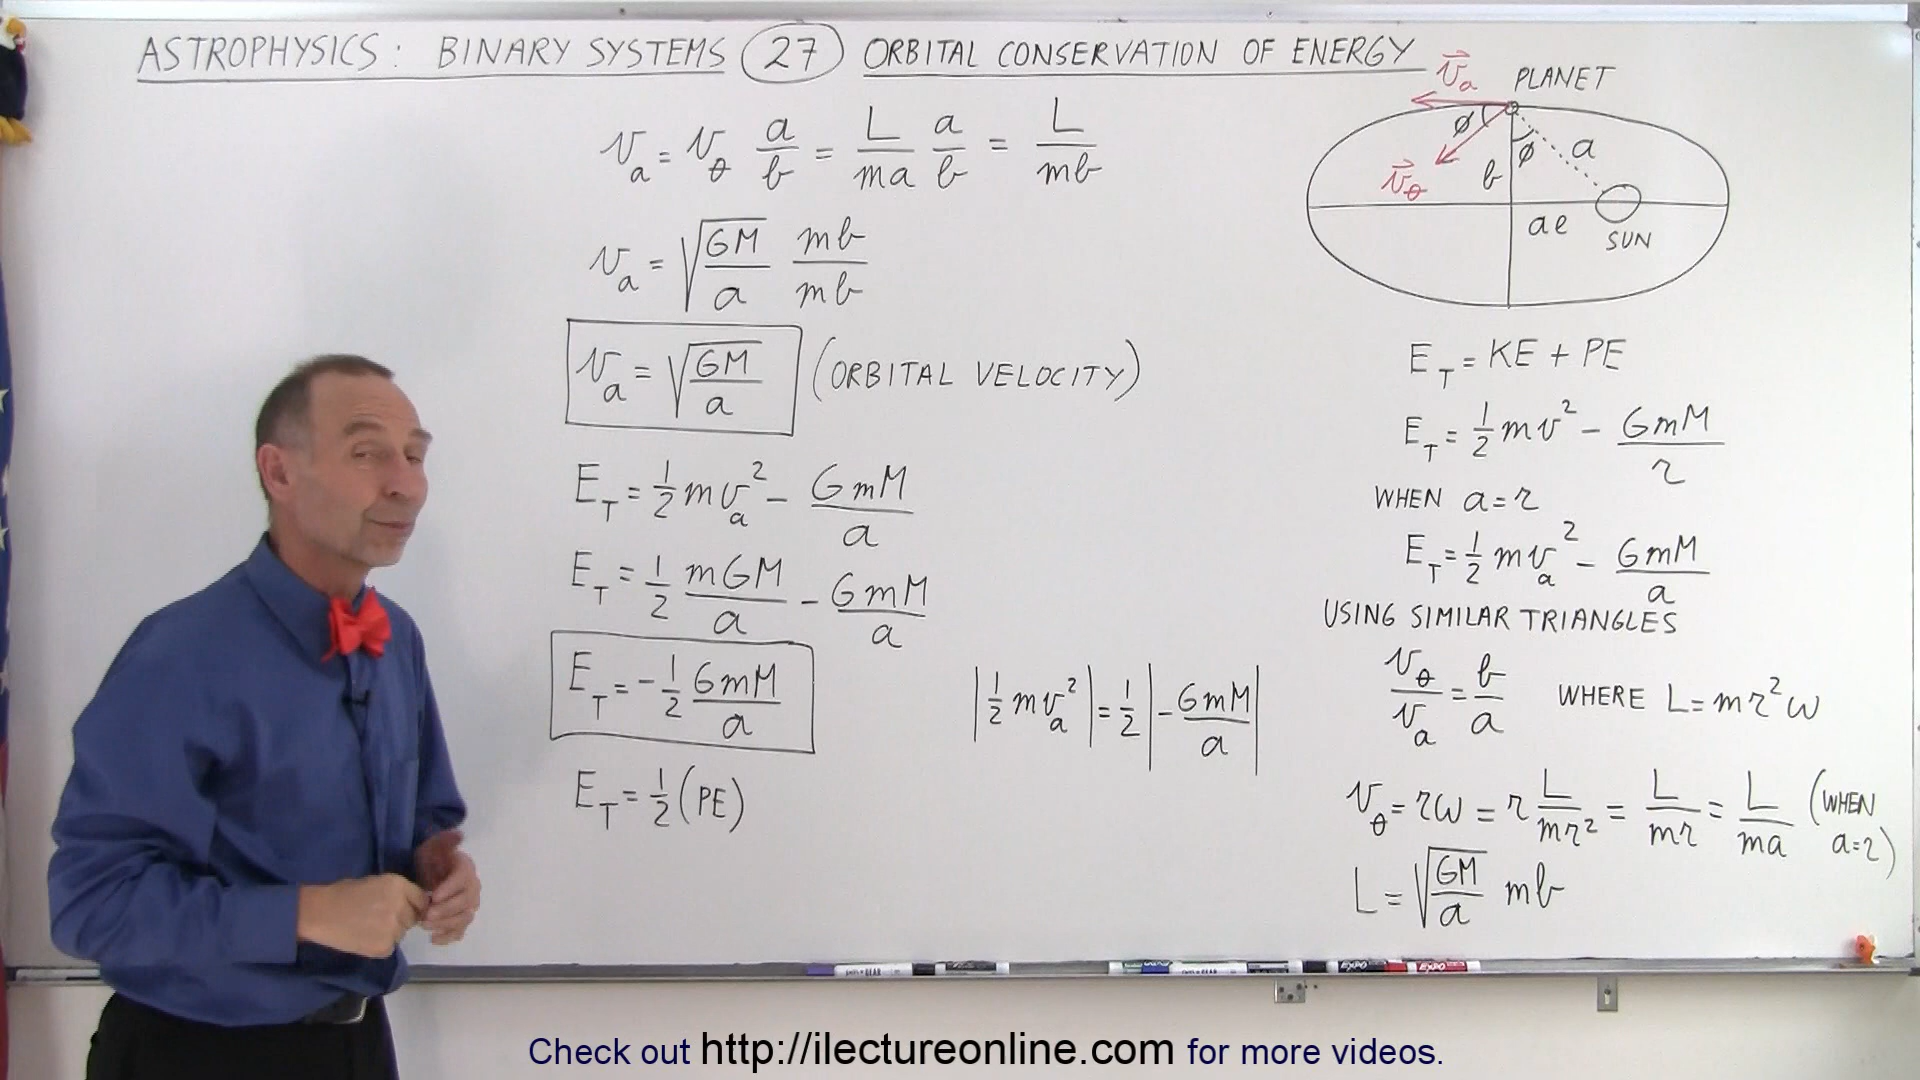 ASTROPHYSICS: BINARY SYSTEMS (27) ORBITAL CONSERVATION OF ENERGY
v_a = v_θ a/b = L/ma a/b = L/mb
v_a = √(GM/a) mb/mb
v_a = √(GM/a) (ORBITAL VELOCITY)
E_T = 1/2 m v_a² - GmM/a
E_T = 1/2 mGM/a - GmM/a
E_T = -1/2 GmM/a
E_T = 1/2 (PE)
|1/2 m v_a²| = 1/2 |-GmM/a|
v⃗_a PLANET
ø
v⃗_θ
b ø a
ae SUN
E_T = KE + PE
E_T = 1/2 m v² - GmM/r
WHEN a = r
E_T = 1/2 m v_a² - GmM/a
USING SIMILAR TRIANGLES
v_θ/v_a = b/a WHERE L = mr²ω
v_θ = rω = r L/mr² = L/mr = L/ma (WHEN a = r)
L = √(GM/a) mb
EXPO EXPO
Check out http://ilectureonline.com for more videos.